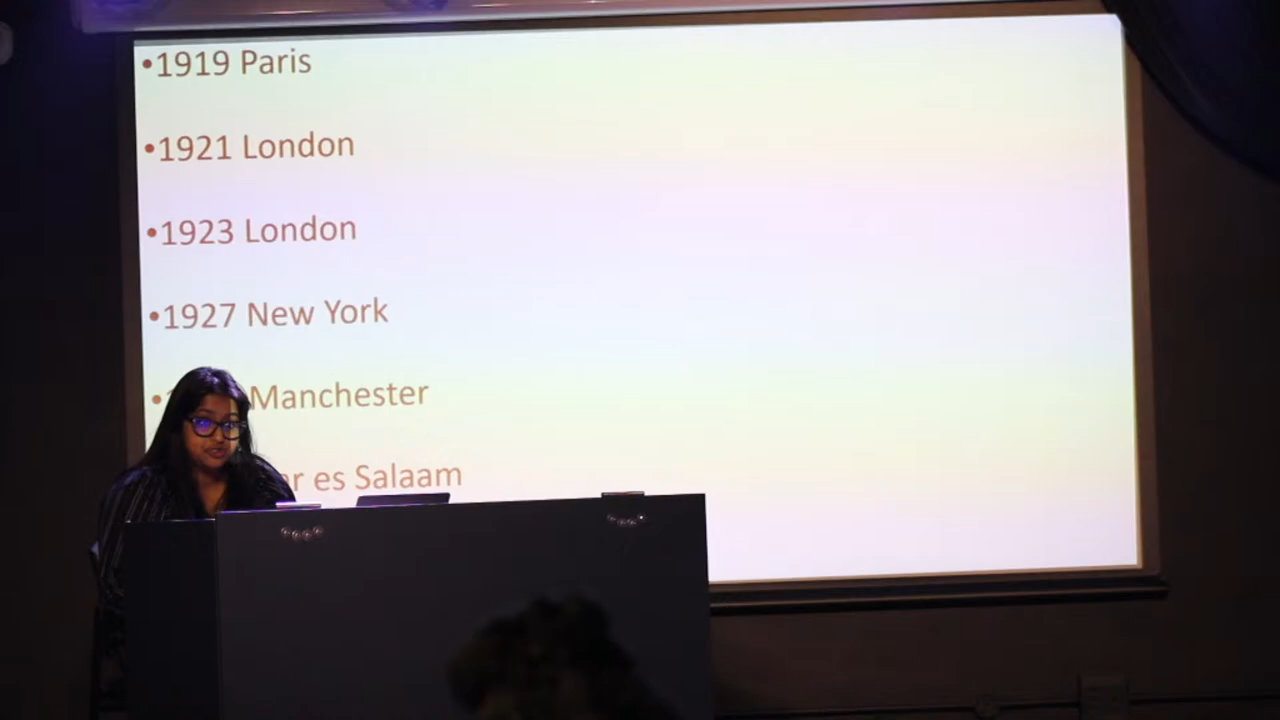 •1919 Paris
•1921 London
•1923 London
•1927 New York
• Manchester
es Salaam